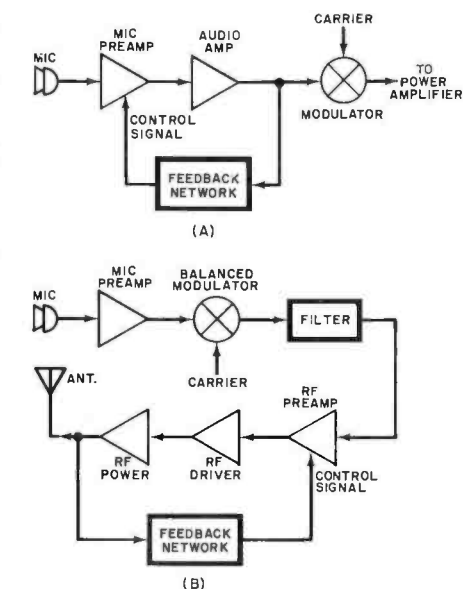 CARRIER
MIC
PREAMP
AUDIO
AMP
MIC
TO
POWER
AMPLIFIER
MODULATOR
CONTROL
SIGNAL
FEEDBACK
NETWORK
(A)
MIC
PREAMP
BALANCED
MODULATOR
MIC
FILTER
CARRIER
ANT.
RF
PREAMP
RF
POWER
RF
DRIVER
CONTROL
SIGNAL
FEEDBACK
NETWORK
(B)